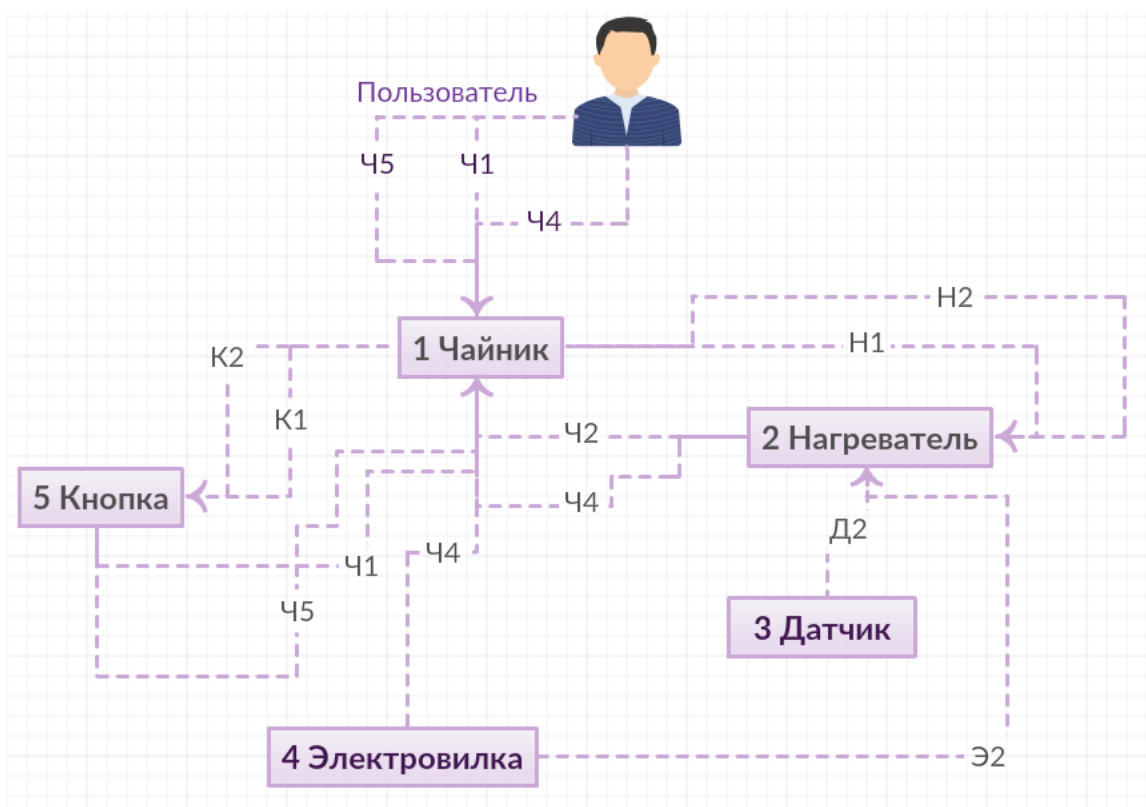 Пользователь
Ч5
Ч1
Ч4
Н2
Н1
1 Чайник
К2
К1
Ч2
2 Нагреватель
5 Кнопка
Ч4
Д2
Ч4
Ч1
Ч5
3 Датчик
4 Электровилка
Э2